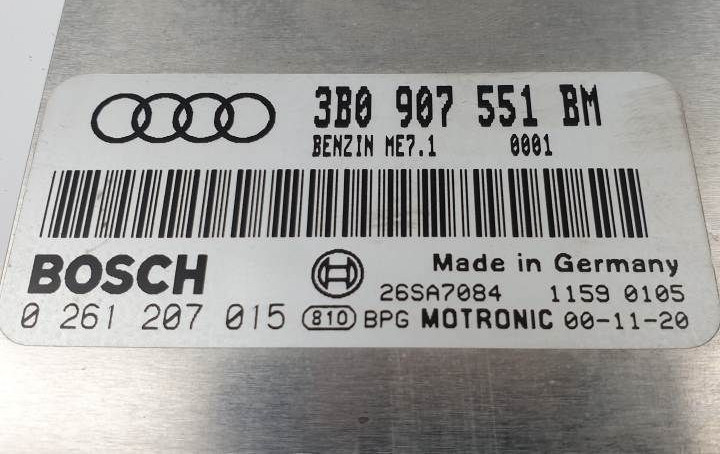 3B0 907 551 BM
BENZIN ME7.1 0001
BOSCH
Made in Germany
26SA7084 1159 0105
0 261 207 015 810 BPG MOTRONIC 00-11-20